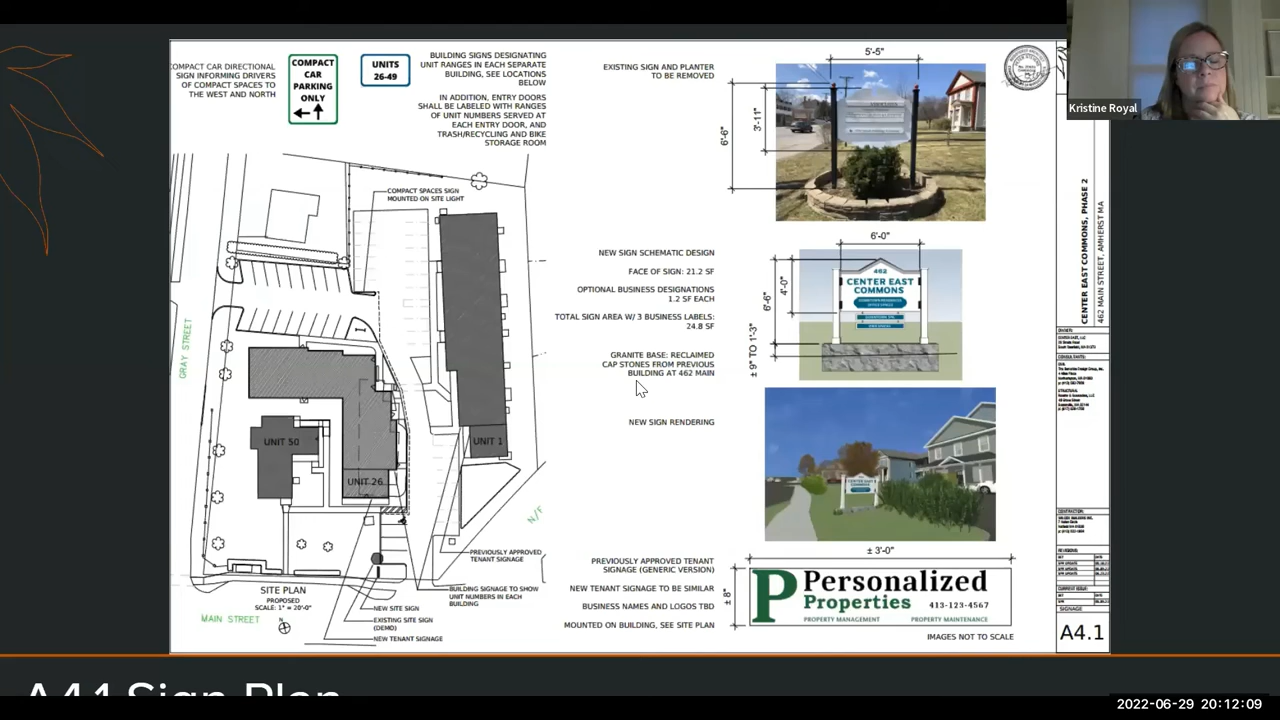 COMPACT CAR DIRECTIONAL
SIGN INFORMING DRIVERS
OF COMPACT SPACES TO
THE WEST AND NORTH
COMPACT
CAR
PARKING
ONLY
UNITS
26-49
BUILDING SIGNS DESIGNATING
UNIT RANGES IN EACH SEPARATE
BUILDING, SEE LOCATIONS
BELOW
IN ADDITION, ENTRY DOORS
SHALL BE LABELED WITH RANGES
OF UNIT NUMBERS SERVED AT
EACH ENTRY DOOR, AND
TRASH/RECYCLING AND BIKE
STORAGE ROOM
EXISTING SIGN AND PLANTER
TO BE REMOVED
5'-5"
3'-11"
6'-6"
Kristine Royal
COMPACT SPACES SIGN
MOUNTED ON SITE LIGHT
GRAY STREET
UNIT 50
UNIT 26
UNIT 1
N/F
MAIN STREET
SITE PLAN
PROPOSED
SCALE: 1" = 20'-0"
N
PREVIOUSLY APPROVED
TENANT SIGNAGE
BUILDING SIGNAGE TO SHOW
UNIT NUMBERS IN EACH
BUILDING
NEW SITE SIGN
EXISTING SITE SIGN
(DEMO)
NEW TENANT SIGNAGE
NEW SIGN SCHEMATIC DESIGN
FACE OF SIGN: 21.2 SF
OPTIONAL BUSINESS DESIGNATIONS
1.2 SF EACH
TOTAL SIGN AREA W/ 3 BUSINESS LABELS:
24.8 SF
GRANITE BASE: RECLAIMED
CAP STONES FROM PREVIOUS
BUILDING AT 462 MAIN
6'-0"
4'-0"
6'-6"
± 9" TO 1'-3"
462
CENTER EAST
COMMONS
NEW SIGN RENDERING
PREVIOUSLY APPROVED TENANT
SIGNAGE (GENERIC VERSION)
NEW TENANT SIGNAGE TO BE SIMILAR
BUSINESS NAMES AND LOGOS TBD
MOUNTED ON BUILDING, SEE SITE PLAN
± 3'-0"
± 8"
P
Personalized
Properties
413-123-4567
PROPERTY MANAGEMENT
PROPERTY MAINTENANCE
IMAGES NOT TO SCALE
CENTER EAST COMMONS, PHASE 2
462 MAIN STREET, AMHERST MA
SIGNAGE
A4.1
A4.1 Sign Plan
2022-06-29 20:12:09